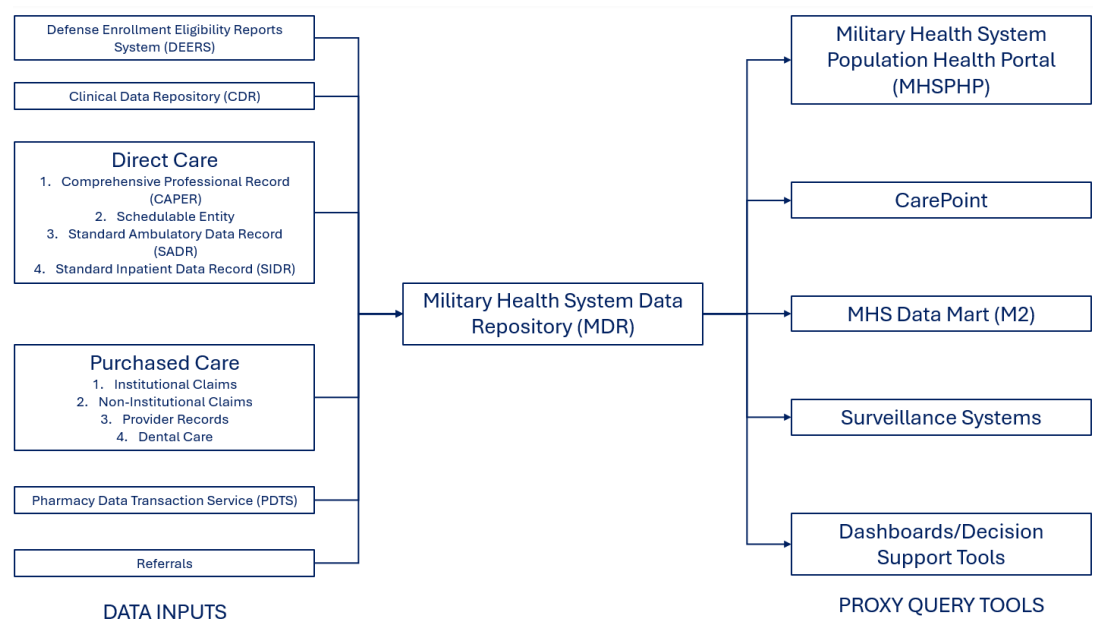 Defense Enrollment Eligibility Reports
System (DEERS)
Clinical Data Repository (CDR)
Direct Care
1. Comprehensive Professional Record
(CAPER)
2. Schedulable Entity
3. Standard Ambulatory Data Record
(SADR)
4. Standard Inpatient Data Record (SIDR)
Purchased Care
1. Institutional Claims
2. Non-Institutional Claims
3. Provider Records
4. Dental Care
Pharmacy Data Transaction Service (PDTS)
Referrals
DATA INPUTS
Military Health System Data
Repository (MDR)
Military Health System
Population Health Portal
(MHSPHP)
CarePoint
MHS Data Mart (M2)
Surveillance Systems
Dashboards/Decision
Support Tools
PROXY QUERY TOOLS